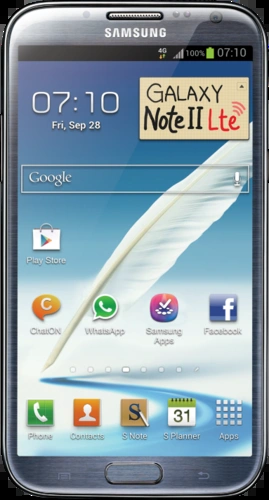 SAMSUNG
4G 100% 07:10
07:10
Fri, Sep 28
GALAXY
Note II Lte
Google
Play Store
ChatON WhatsApp Samsung Apps Facebook
31
Phone Contacts S Note S Planner Apps